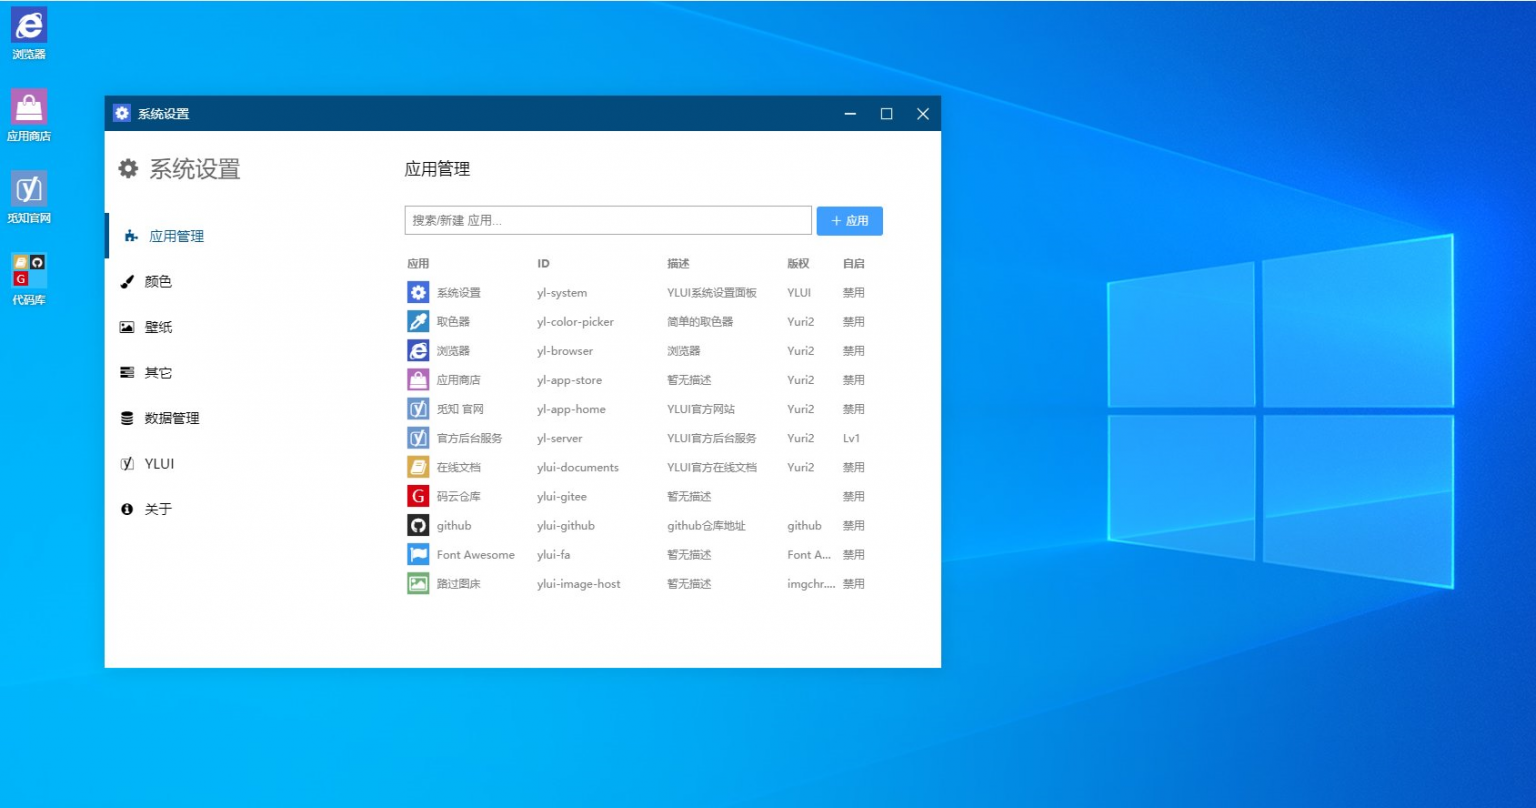 浏览器
应用商店
觅知官网
代码库
系统设置
系统设置
应用管理
颜色
壁纸
其它
数据管理
YLUI
关于
应用管理
搜索/新建 应用...
+ 应用
应用 ID 描述 版权 自启
系统设置 yl-system YLUI系统设置面板 YLUI 禁用
取色器 yl-color-picker 简单的取色器 Yuri2 禁用
浏览器 yl-browser 浏览器 Yuri2 禁用
应用商店 yl-app-store 暂无描述 Yuri2 禁用
觅知 官网 yl-app-home YLUI官方网站 Yuri2 禁用
官方后台服务 yl-server YLUI官方后台服务 Yuri2 Lv1
在线文档 ylui-documents YLUI官方在线文档 Yuri2 禁用
G 码云仓库 ylui-gitee 暂无描述 禁用
github ylui-github github仓库地址 github 禁用
Font Awesome ylui-fa 暂无描述 Font A... 禁用
路过图床 ylui-image-host 暂无描述 imgchr.... 禁用